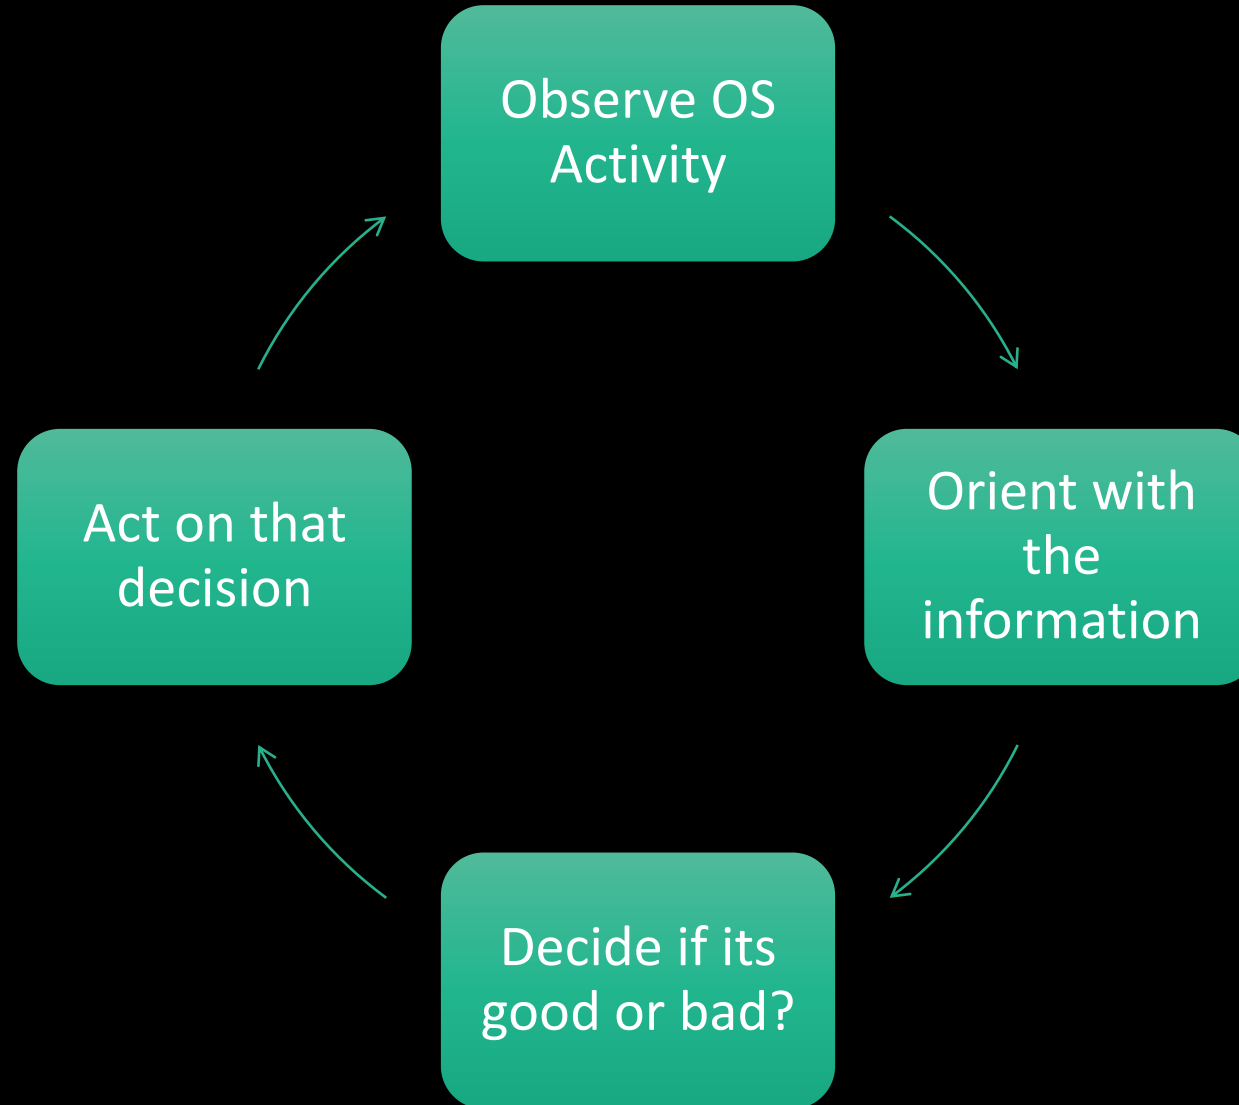 Observe OS
Activity
Orient with
the
information
Decide if its
good or bad?
Act on that
decision